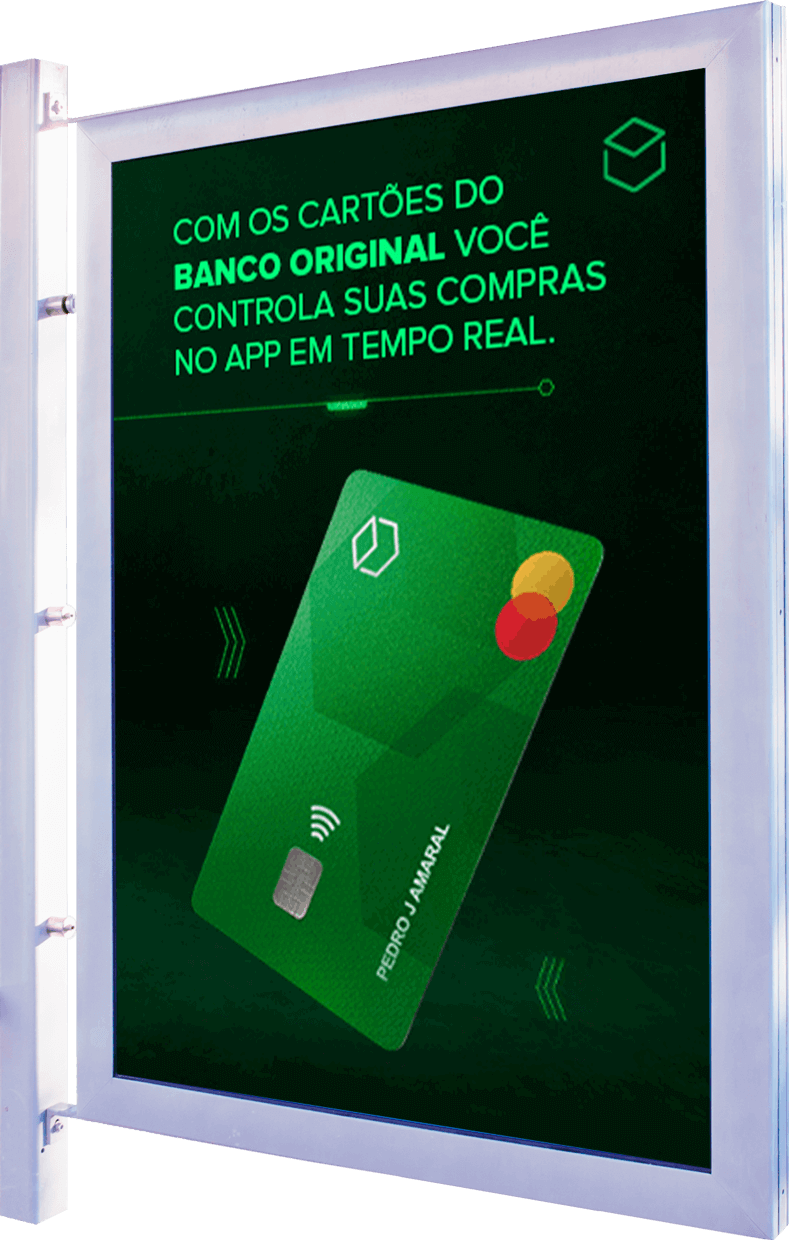 COM OS CARTÕES DO
BANCO ORIGINAL VOCÊ
CONTROLA SUAS COMPRAS
NO APP EM TEMPO REAL.
PEDRO J AMARAL